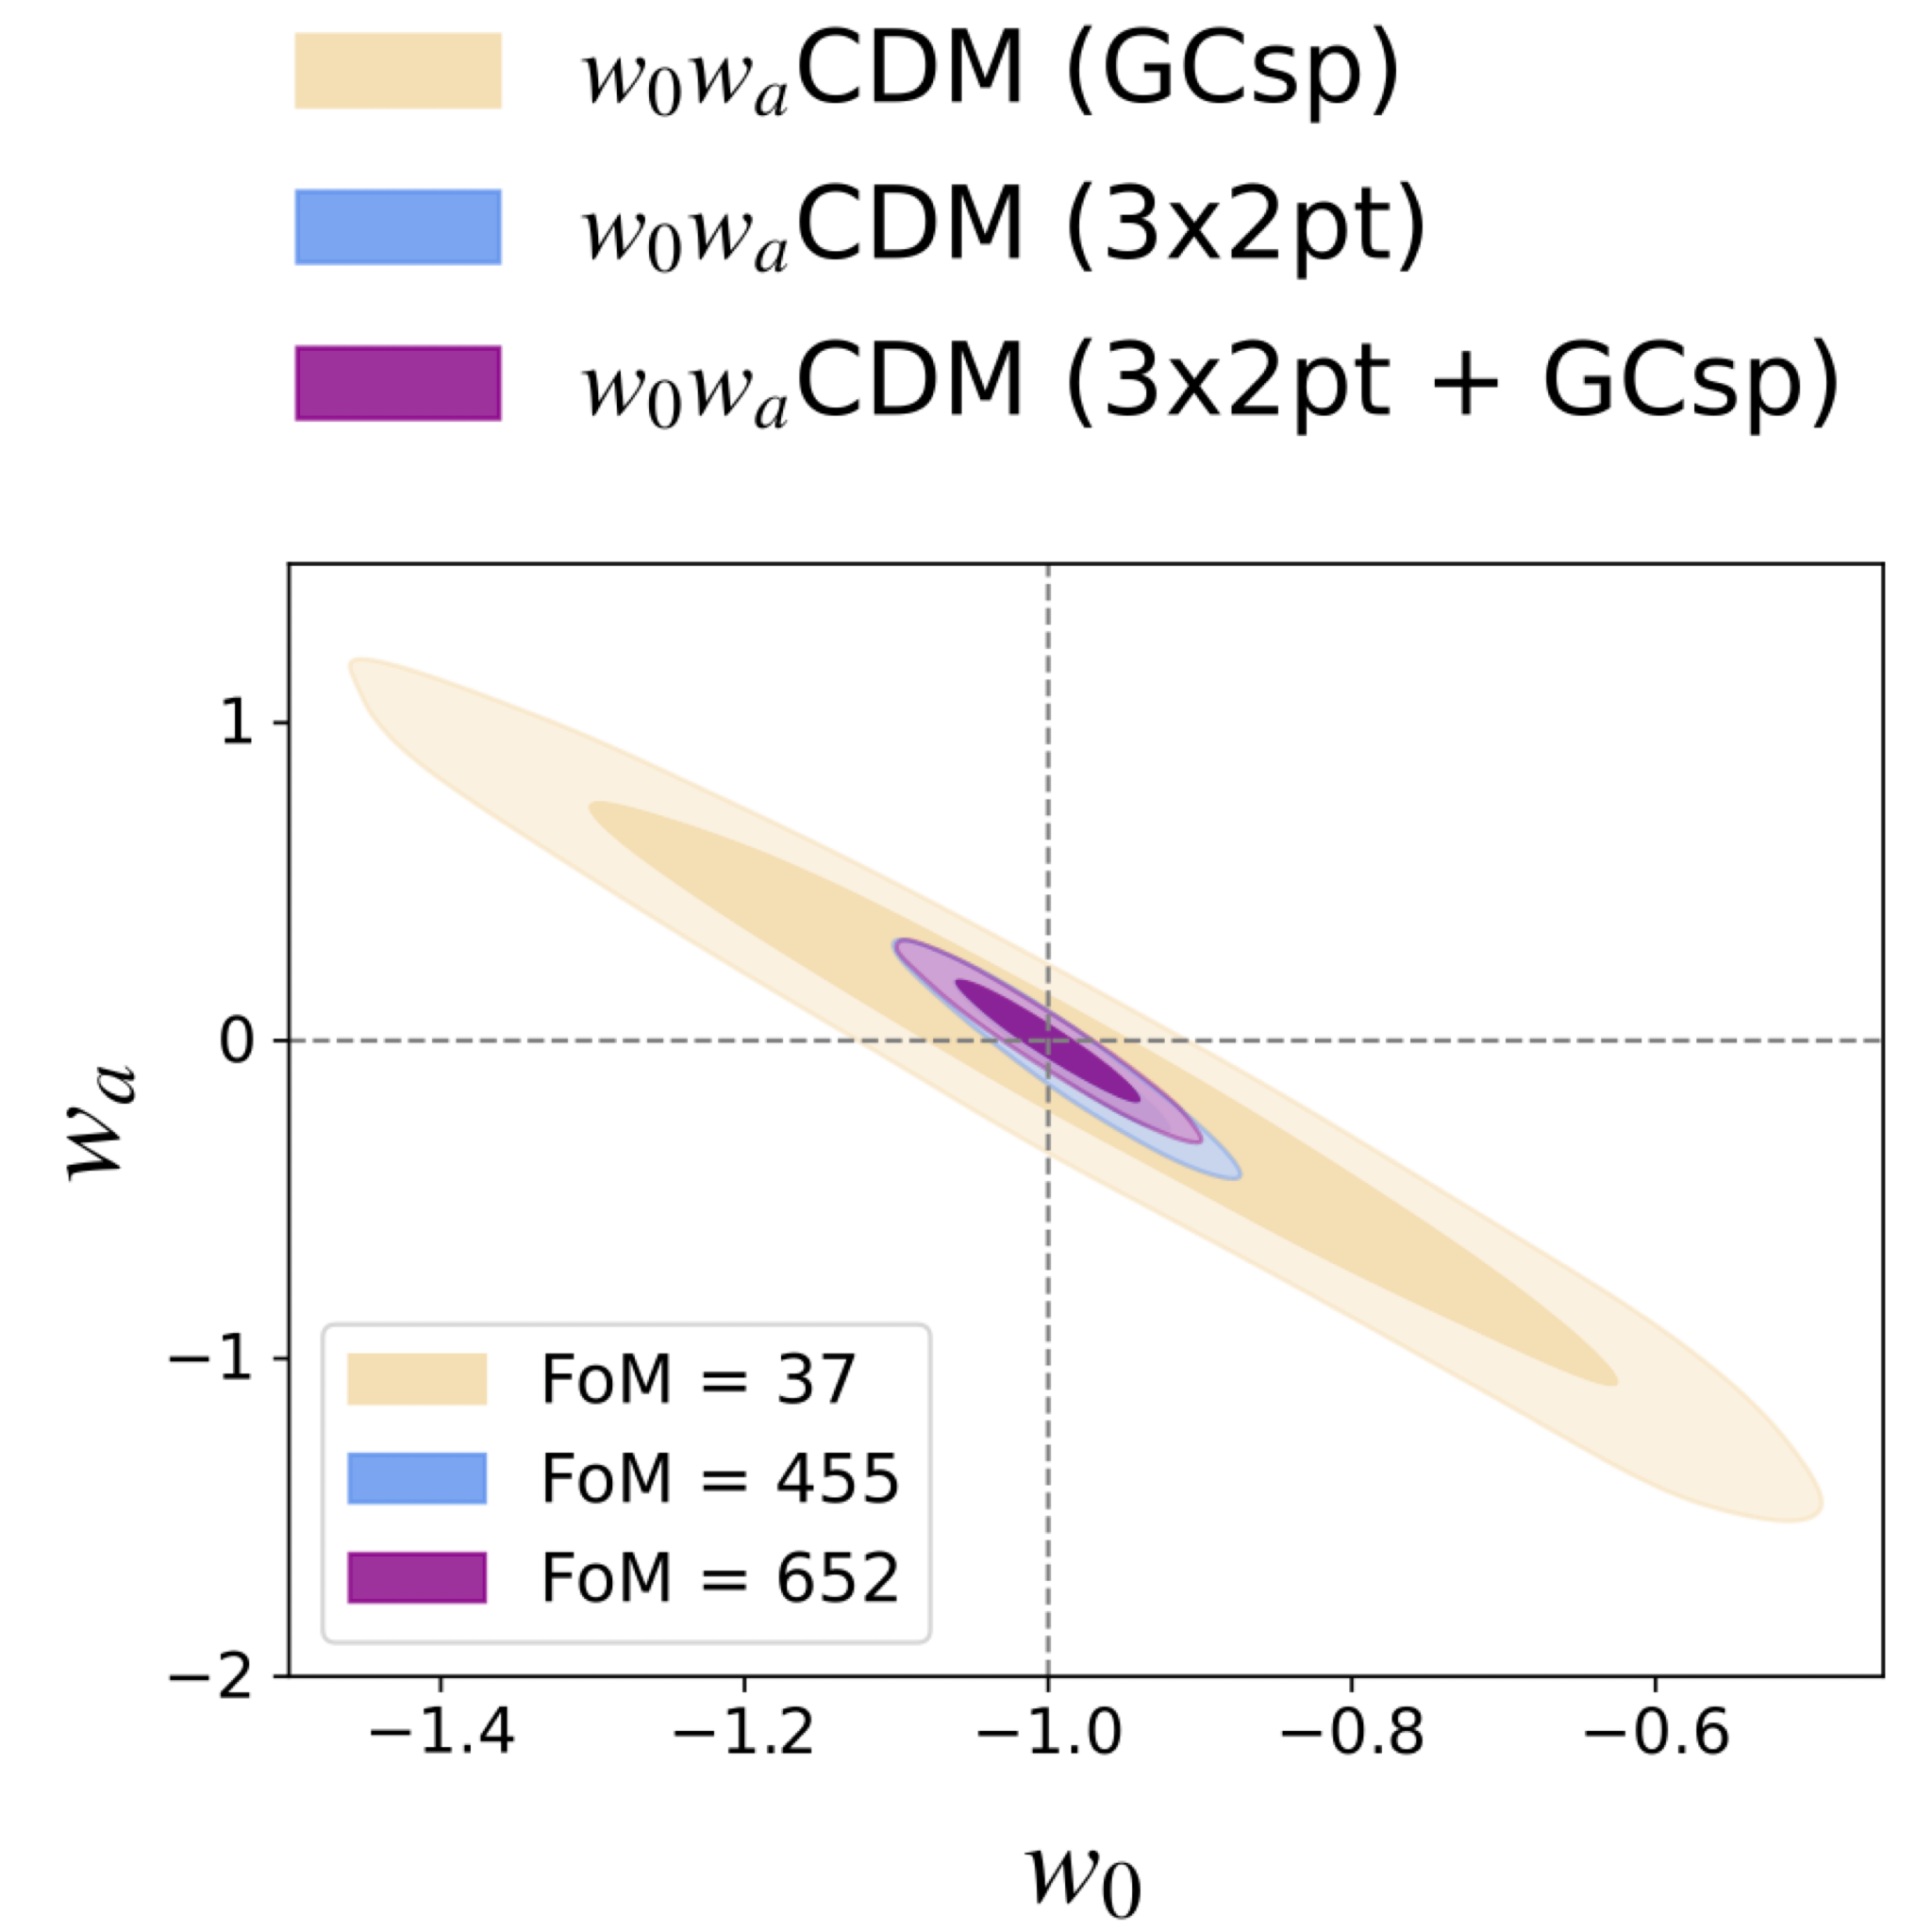 w₀wₐCDM (GCsp)
w₀wₐCDM (3x2pt)
w₀wₐCDM (3x2pt + GCsp)
1
0
−1
−2
wₐ
FoM = 37
FoM = 455
FoM = 652
−1.4 −1.2 −1.0 −0.8 −0.6
w₀